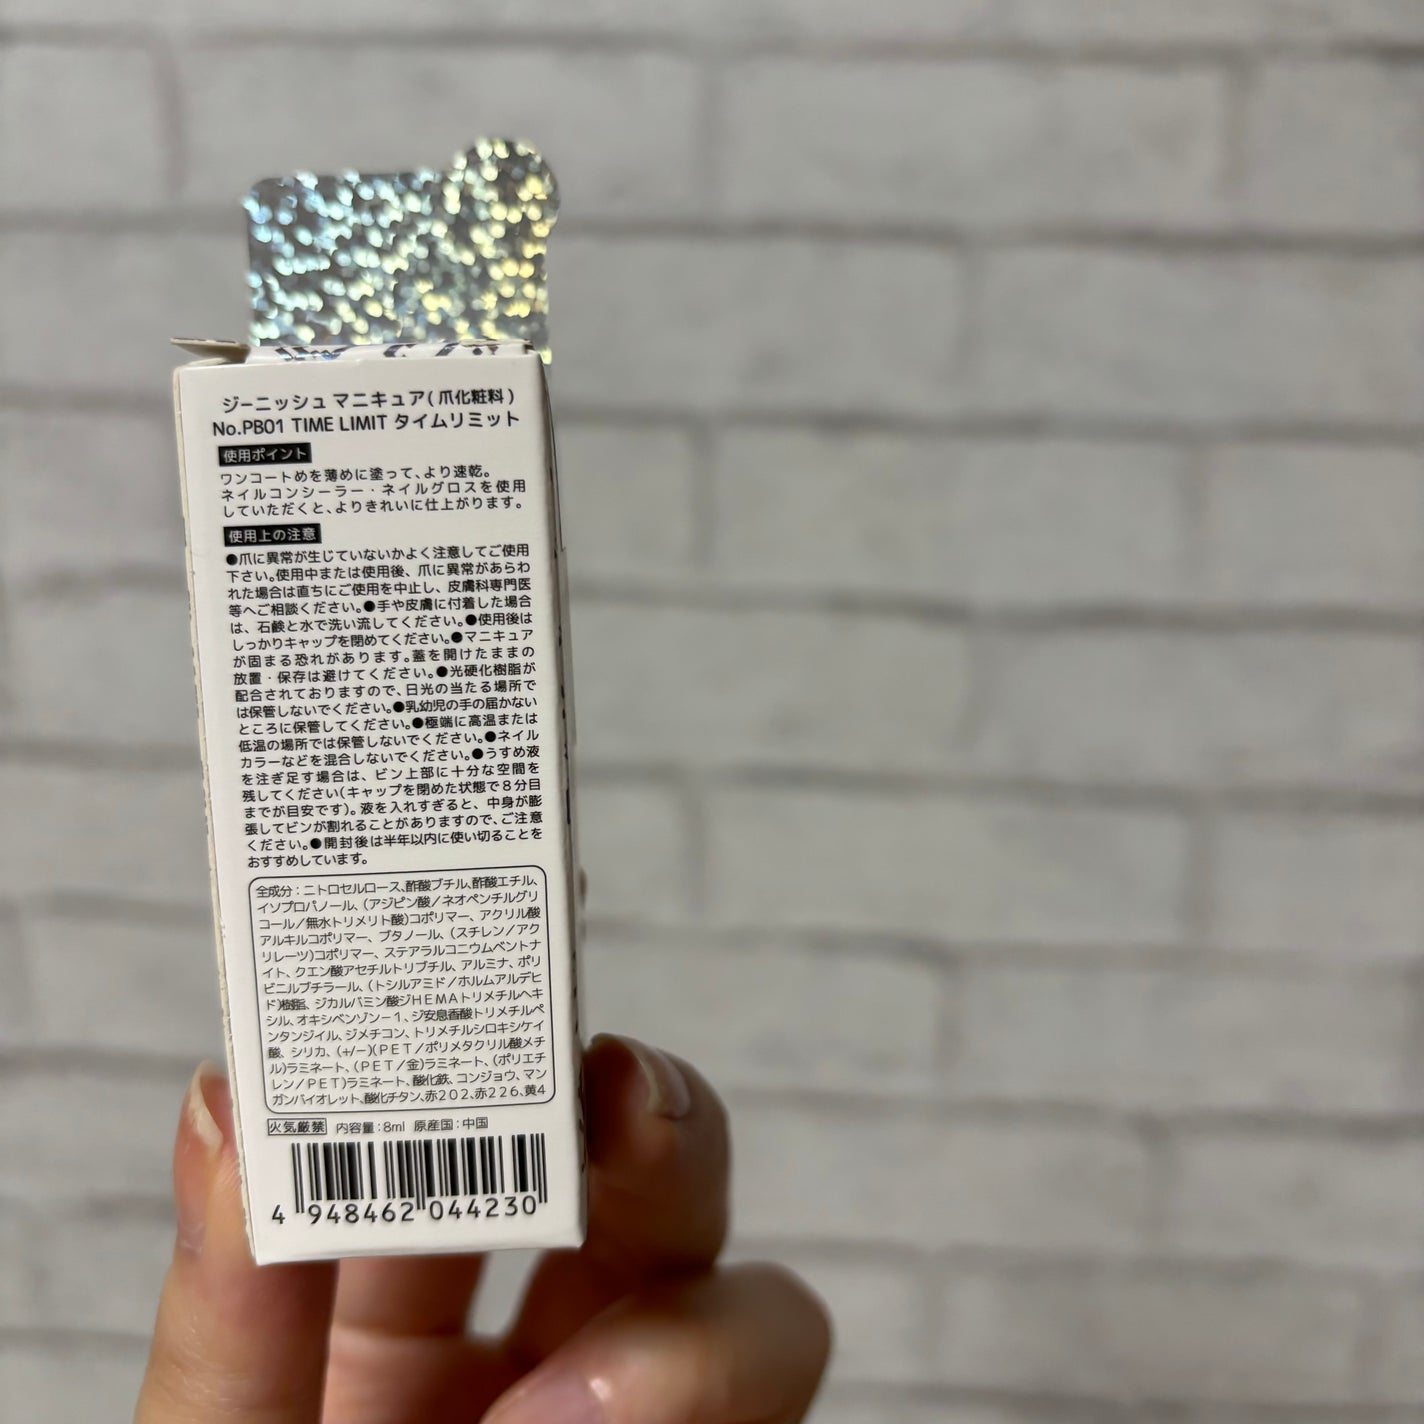 ジーニッシュ マニキュア(爪化粧料)
No.PB01 TIME LIMIT タイムリミット
使用ポイント
ワンコートめを薄めに塗って、より速乾。
ネイルコンシーラー・ネイルグロスを使用
していただくと、よりきれいに仕上がります。
使用上の注意
●爪に異常が生じていないかよく注意してご使用
下さい。使用中または使用後、爪に異常があらわ
れた場合は直ちにご使用を中止し、皮膚科専門医
等へご相談ください。●手や皮膚に付着した場合
は、石鹸と水で洗い流してください。●使用後は
しっかりキャップを閉めてください。●マニキュア
が固まる恐れがあります。蓋を開けたままの
放置・保存は避けてください。●光硬化樹脂が
配合されておりますので、日光の当たる場所で
は保管しないでください。●乳幼児の手の届かない
ところに保管してください。●極端に高温または
低温の場所では保管しないでください。●ネイル
カラーなどを混合しないでください。●うすめ液
を注ぎ足す場合は、ビン上部に十分な空間を
残してください(キャップを閉めた状態で8分目
までが目安です)。液を入れすぎると、中身が膨
張してビンが割れることがありますので、ご注意
ください。●開封後は半年以内に使い切ることを
おすすめしています。
全成分:ニトロセルロース、酢酸ブチル、酢酸エチル、
イソプロパノール、(アジピン酸/ネオペンチルグリ
コール/無水トリメリト酸)コポリマー、アクリル酸
アルキルコポリマー、ブタノール、(スチレン/アク
リレーツ)コポリマー、ステアラルコニウムベントナ
イト、クエン酸アセチルトリブチル、アルミナ、ポリ
ビニルブチラール、(トシルアミド/ホルムアルデヒ
ド)樹脂、ジカルバミン酸ジHEMAトリメチルヘキ
シル、オキシベンゾン-1、ジ安息香酸トリメチルペ
ンタンジイル、ジメチコン、トリメチルシロキシケイ
酸、シリカ、(+/-)(PET/ポリメタクリル酸メチ
ル)ラミネート、(PET/金)ラミネート、(ポリエチ
レン/PET)ラミネート、酸化鉄、コンジョウ、マン
ガンバイオレット、酸化チタン、赤202、赤226、黄4
火気厳禁 内容量:8ml 原産国:中国
4 948462 044230